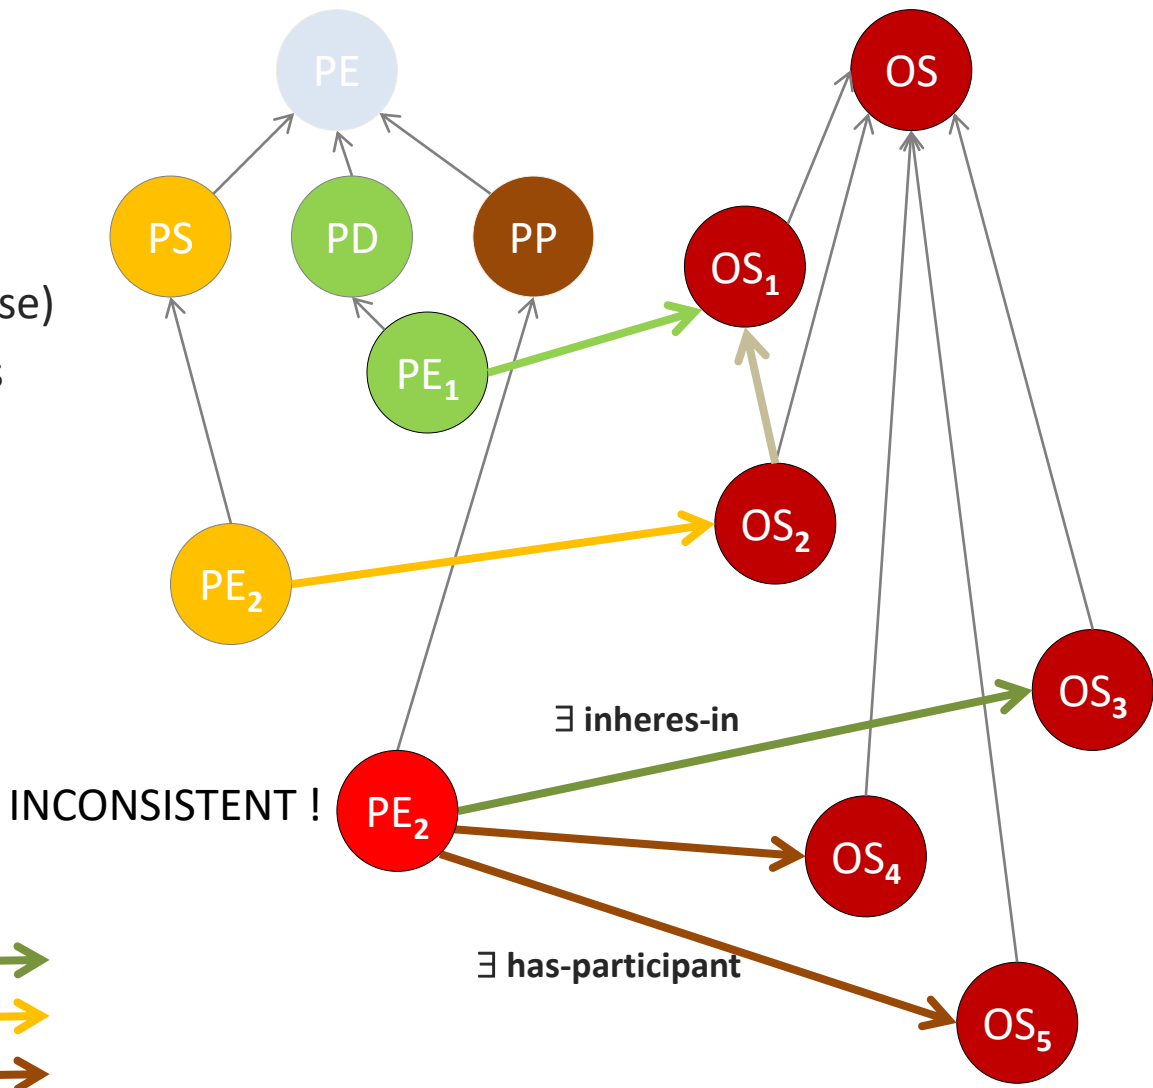 PE
OS
PS
PD
PP
OS₁
se)
s
PE₁
OS₂
PE₂
OS₃
∃ inheres-in
INCONSISTENT !
PE₂
OS₄
∃ has-participant
OS₅